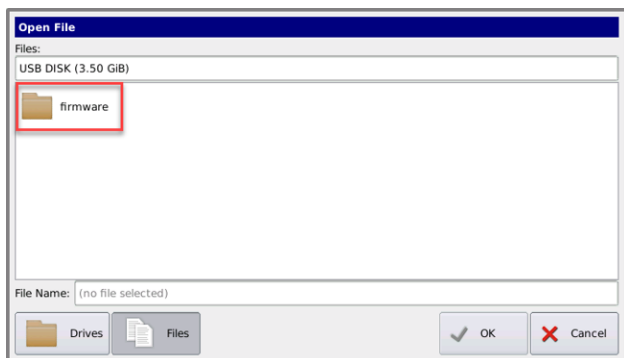 Open File
Files:
USB DISK (3.50 GiB)
firmware
File Name: (no file selected)
Drives Files OK Cancel